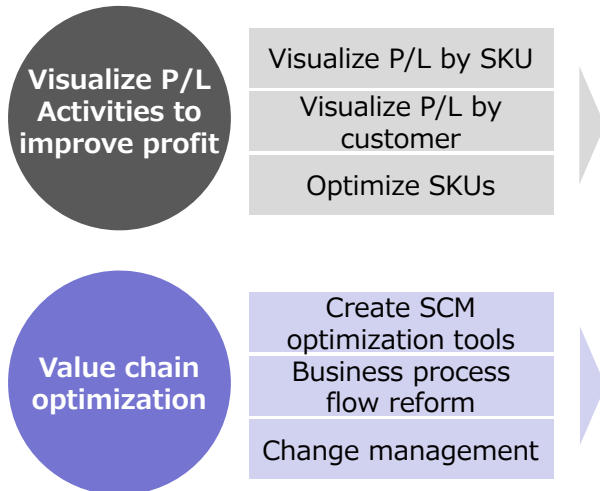 Visualize P/L
Activities to
improve profit
Visualize P/L by SKU
Visualize P/L by
customer
Optimize SKUs
Value chain
optimization
Create SCM
optimization tools
Business process
flow reform
Change management